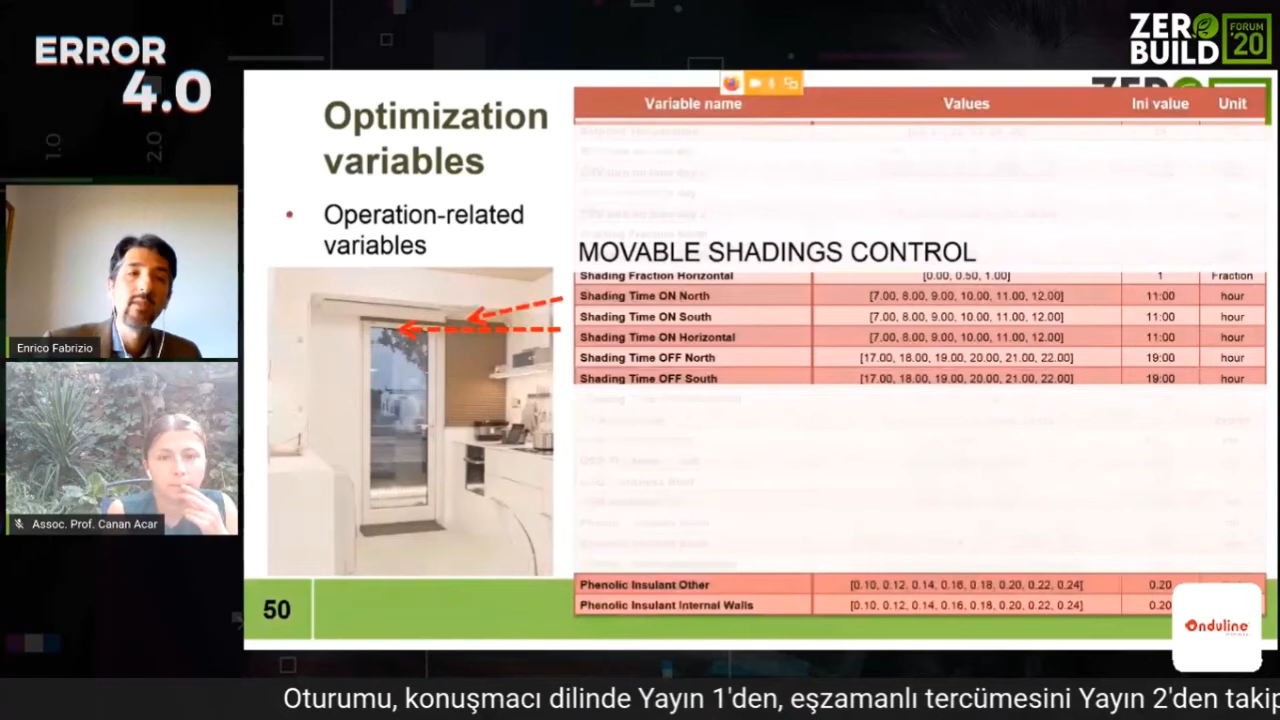 ERROR
4.0
1.0
2.0
ZERO
BUILD
FORUM
'20
Optimization
variables
• Operation-related
variables
Variable name Values Ini value Unit
MOVABLE SHADINGS CONTROL
Shading Fraction Horizontal [0.00, 0.50, 1.00] 1 Fraction
Shading Time ON North [7.00, 8.00, 9.00, 10.00, 11.00, 12.00] 11:00 hour
Shading Time ON South [7.00, 8.00, 9.00, 10.00, 11.00, 12.00] 11:00 hour
Shading Time ON Horizontal [7.00, 8.00, 9.00, 10.00, 11.00, 12.00] 11:00 hour
Shading Time OFF North [17.00, 18.00, 19.00, 20.00, 21.00, 22.00] 19:00 hour
Shading Time OFF South [17.00, 18.00, 19.00, 20.00, 21.00, 22.00] 19:00 hour
Phenolic Insulant Other [0.10, 0.12, 0.14, 0.16, 0.18, 0.20, 0.22, 0.24] 0.20
Phenolic Insulant Internal Walls [0.10, 0.12, 0.14, 0.16, 0.18, 0.20, 0.22, 0.24] 0.20
50
Enrico Fabrizio
Assoc. Prof. Canan Acar
Onduline
Oturumu, konuşmacı dilinde Yayın 1'den, eşzamanlı tercümesini Yayın 2'den takip